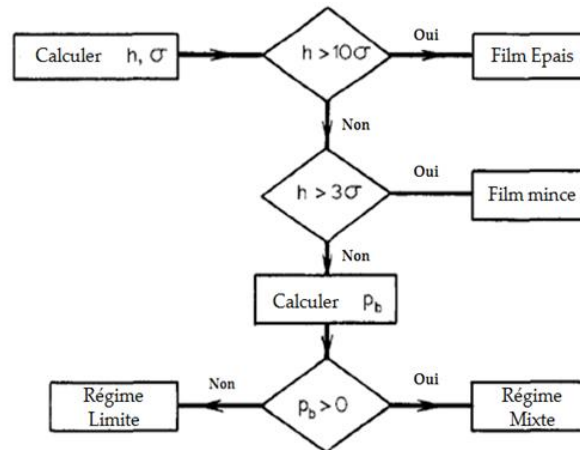 Calculer h, σ
h > 10σ
Oui
Film Epais
Non
h > 3σ
Oui
Film mince
Non
Calculer p_b
p_b > 0
Non
Régime
Limite
Oui
Régime
Mixte